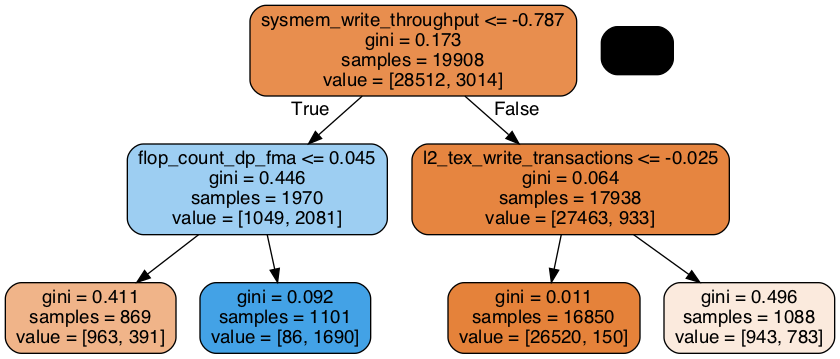 sysmem_write_throughput <= -0.787
gini = 0.173
samples = 19908
value = [28512, 3014]
True
False
flop_count_dp_fma <= 0.045
gini = 0.446
samples = 1970
value = [1049, 2081]
l2_tex_write_transactions <= -0.025
gini = 0.064
samples = 17938
value = [27463, 933]
gini = 0.411
samples = 869
value = [963, 391]
gini = 0.092
samples = 1101
value = [86, 1690]
gini = 0.011
samples = 16850
value = [26520, 150]
gini = 0.496
samples = 1088
value = [943, 783]